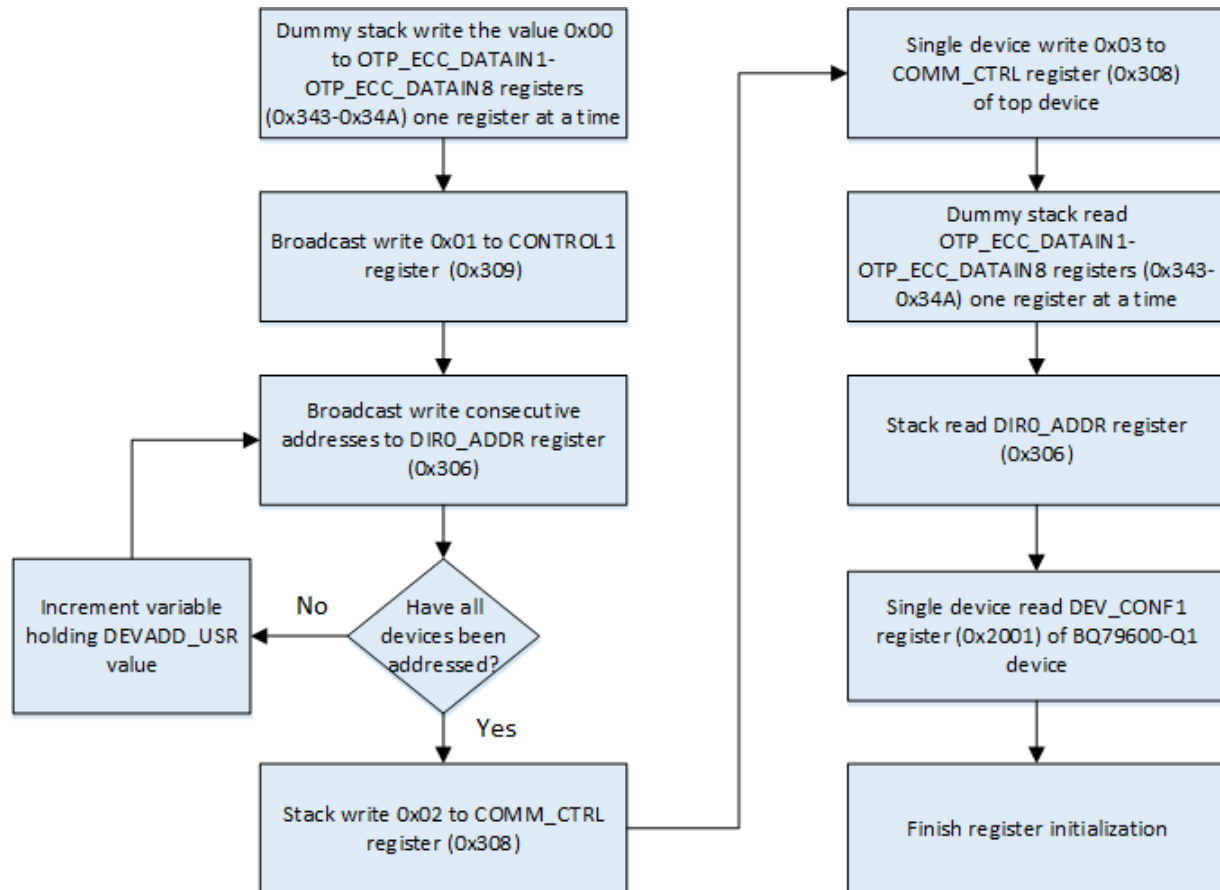 Dummy stack write the value 0x00
to OTP_ECC_DATAIN1-
OTP_ECC_DATAIN8 registers
(0x343-0x34A) one register at a time
Broadcast write 0x01 to CONTROL1
register (0x309)
Broadcast write consecutive
addresses to DIR0_ADDR register
(0x306)
Have all
devices been
addressed?
No
Increment variable
holding DEVADD_USR
value
Yes
Stack write 0x02 to COMM_CTRL
register (0x308)
Single device write 0x03 to
COMM_CTRL register (0x308)
of top device
Dummy stack read
OTP_ECC_DATAIN1-
OTP_ECC_DATAIN8 registers (0x343-
0x34A) one register at a time
Stack read DIR0_ADDR register
(0x306)
Single device read DEV_CONF1
register (0x2001) of BQ79600-Q1
device
Finish register initialization